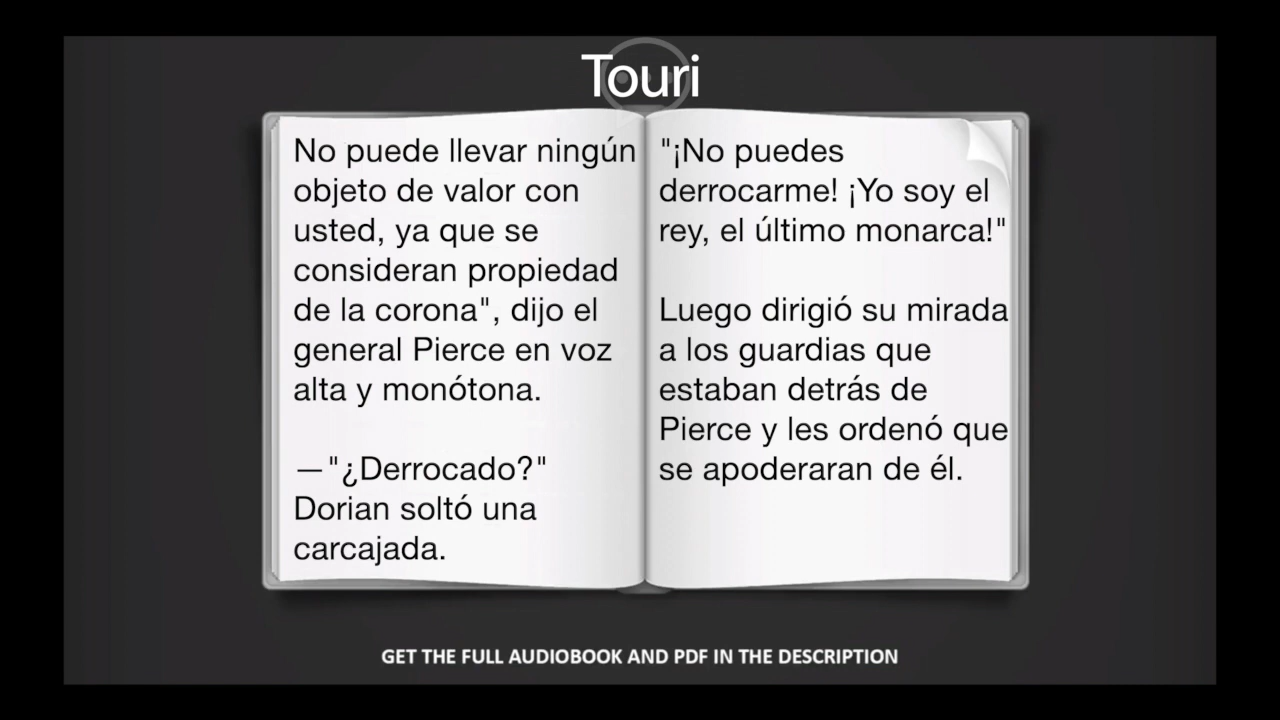 Touri
No puede llevar ningún
objeto de valor con
usted, ya que se
consideran propiedad
de la corona", dijo el
general Pierce en voz
alta y monótona.
—"¿Derrocado?"
Dorian soltó una
carcajada.
"¡No puedes
derrocarme! ¡Yo soy el
rey, el último monarca!"
Luego dirigió su mirada
a los guardias que
estaban detrás de
Pierce y les ordenó que
se apoderaran de él.
GET THE FULL AUDIOBOOK AND PDF IN THE DESCRIPTION